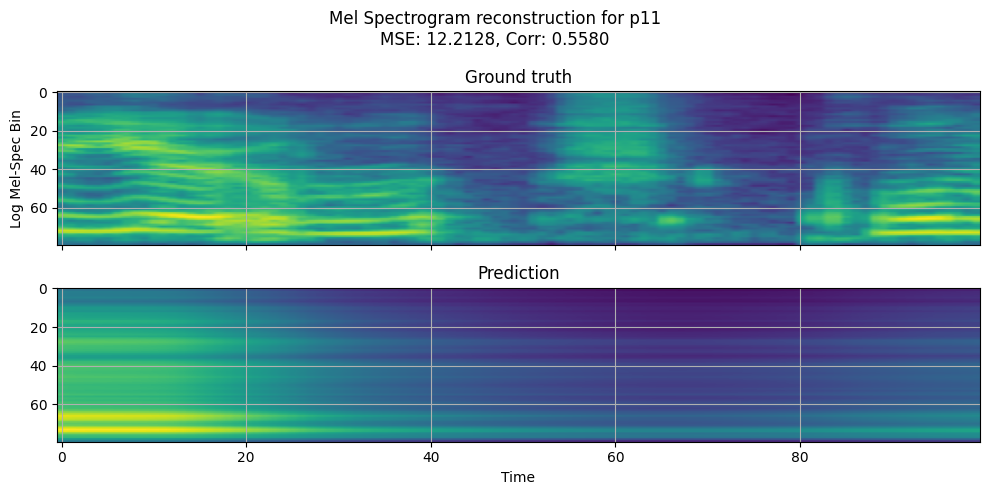 Mel Spectrogram reconstruction for p11
MSE: 12.2128, Corr: 0.5580
Ground truth
Log Mel-Spec Bin
0
20
40
60
Prediction
0
20
40
60
0 20 40 60 80
Time